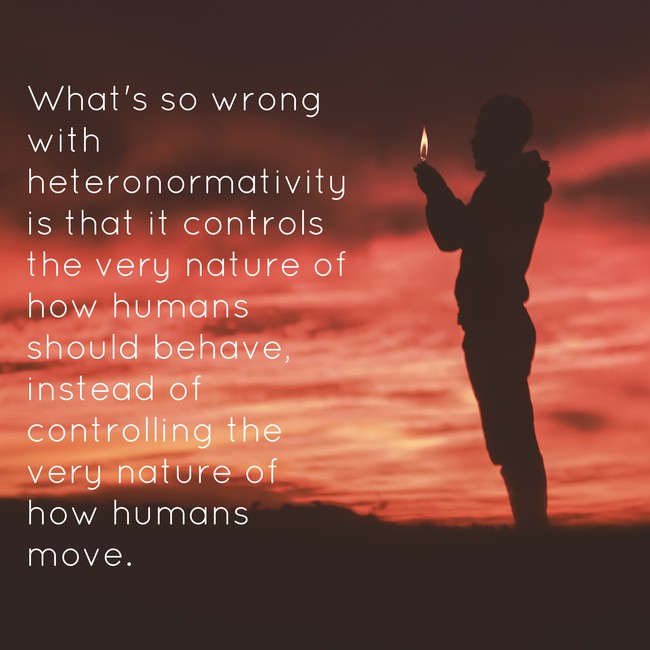 What's so wrong
with
heteronormativity
is that it controls
the very nature of
how humans
should behave,
instead of
controlling the
very nature of
how humans
move.